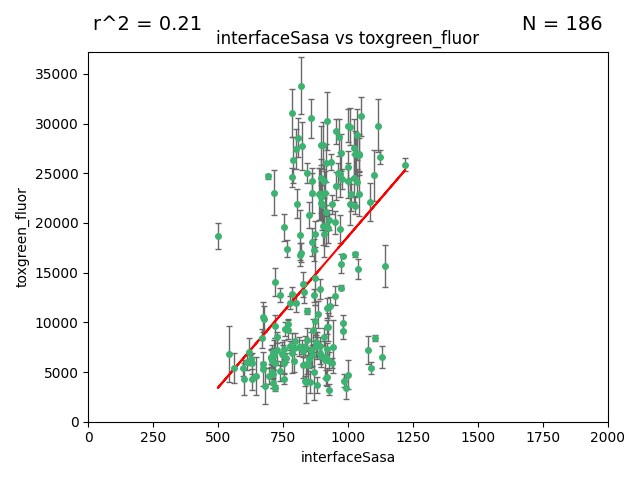 r^2 = 0.21
N = 186
interfaceSasa vs toxgreen_fluor
35000
30000
25000
20000
15000
10000
5000
0
toxgreen_fluor
0 250 500 750 1000 1250 1500 1750 2000
interfaceSasa